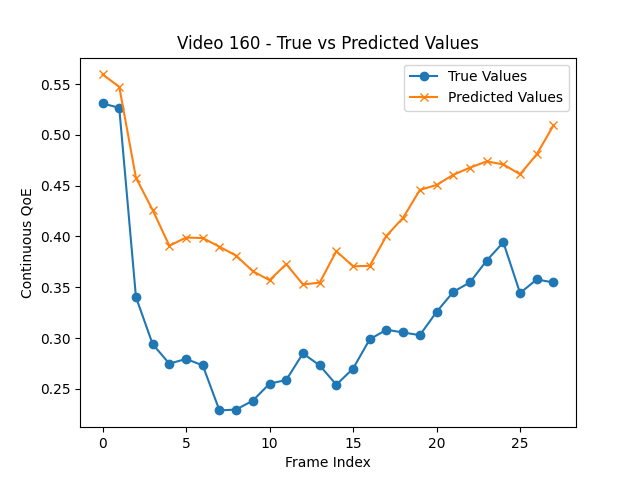 Video 160 - True vs Predicted Values
True Values
Predicted Values
Continuous QoE
0.55
0.50
0.45
0.40
0.35
0.30
0.25
0 5 10 15 20 25
Frame Index